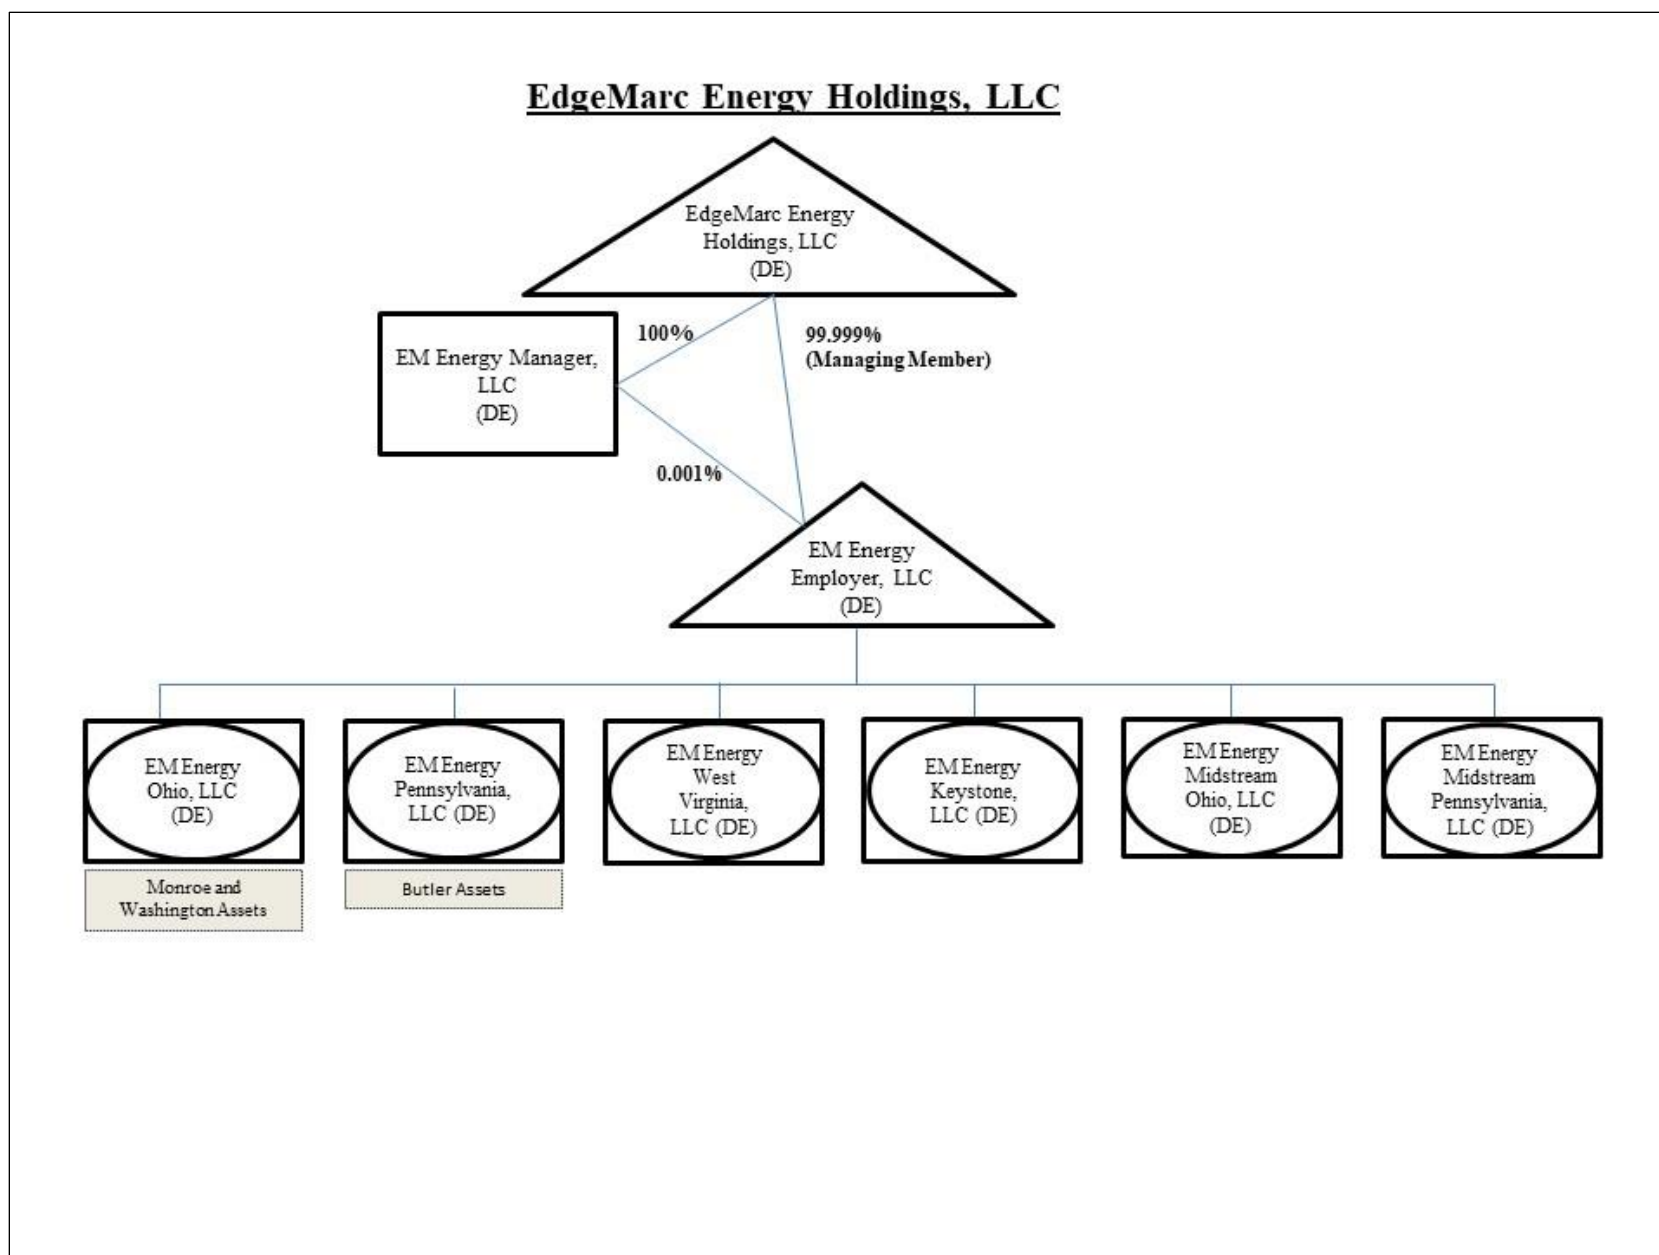 EdgeMarc Energy Holdings, LLC
EdgeMarc Energy
Holdings, LLC
(DE)
EM Energy Manager,
LLC
(DE)
100%
99.999%
(Managing Member)
0.001%
EM Energy
Employer, LLC
(DE)
EM Energy
Ohio, LLC
(DE)
EM Energy
Pennsylvania,
LLC (DE)
EM Energy
West
Virginia,
LLC (DE)
EM Energy
Keystone,
LLC (DE)
EM Energy
Midstream
Ohio, LLC
(DE)
EM Energy
Midstream
Pennsylvania,
LLC (DE)
Monroe and
Washington Assets
Butler Assets